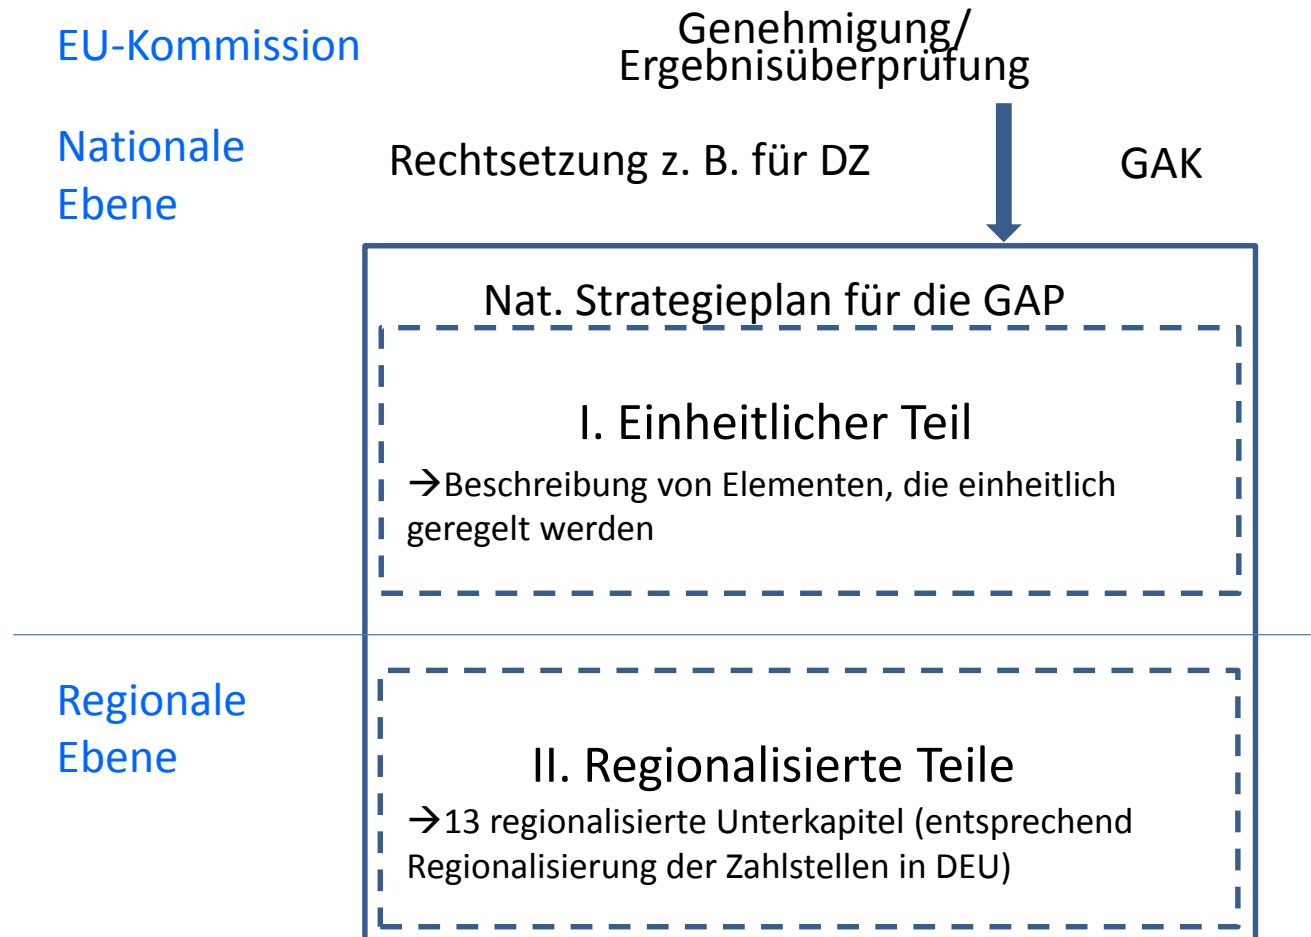 EU-Kommission
Genehmigung/
Ergebnisüberprüfung
Nationale
Ebene
Rechtsetzung z. B. für DZ
GAK
Nat. Strategieplan für die GAP
I. Einheitlicher Teil
→Beschreibung von Elementen, die einheitlich
geregelt werden
Regionale
Ebene
II. Regionalisierte Teile
→13 regionalisierte Unterkapitel (entsprechend
Regionalisierung der Zahlstellen in DEU)